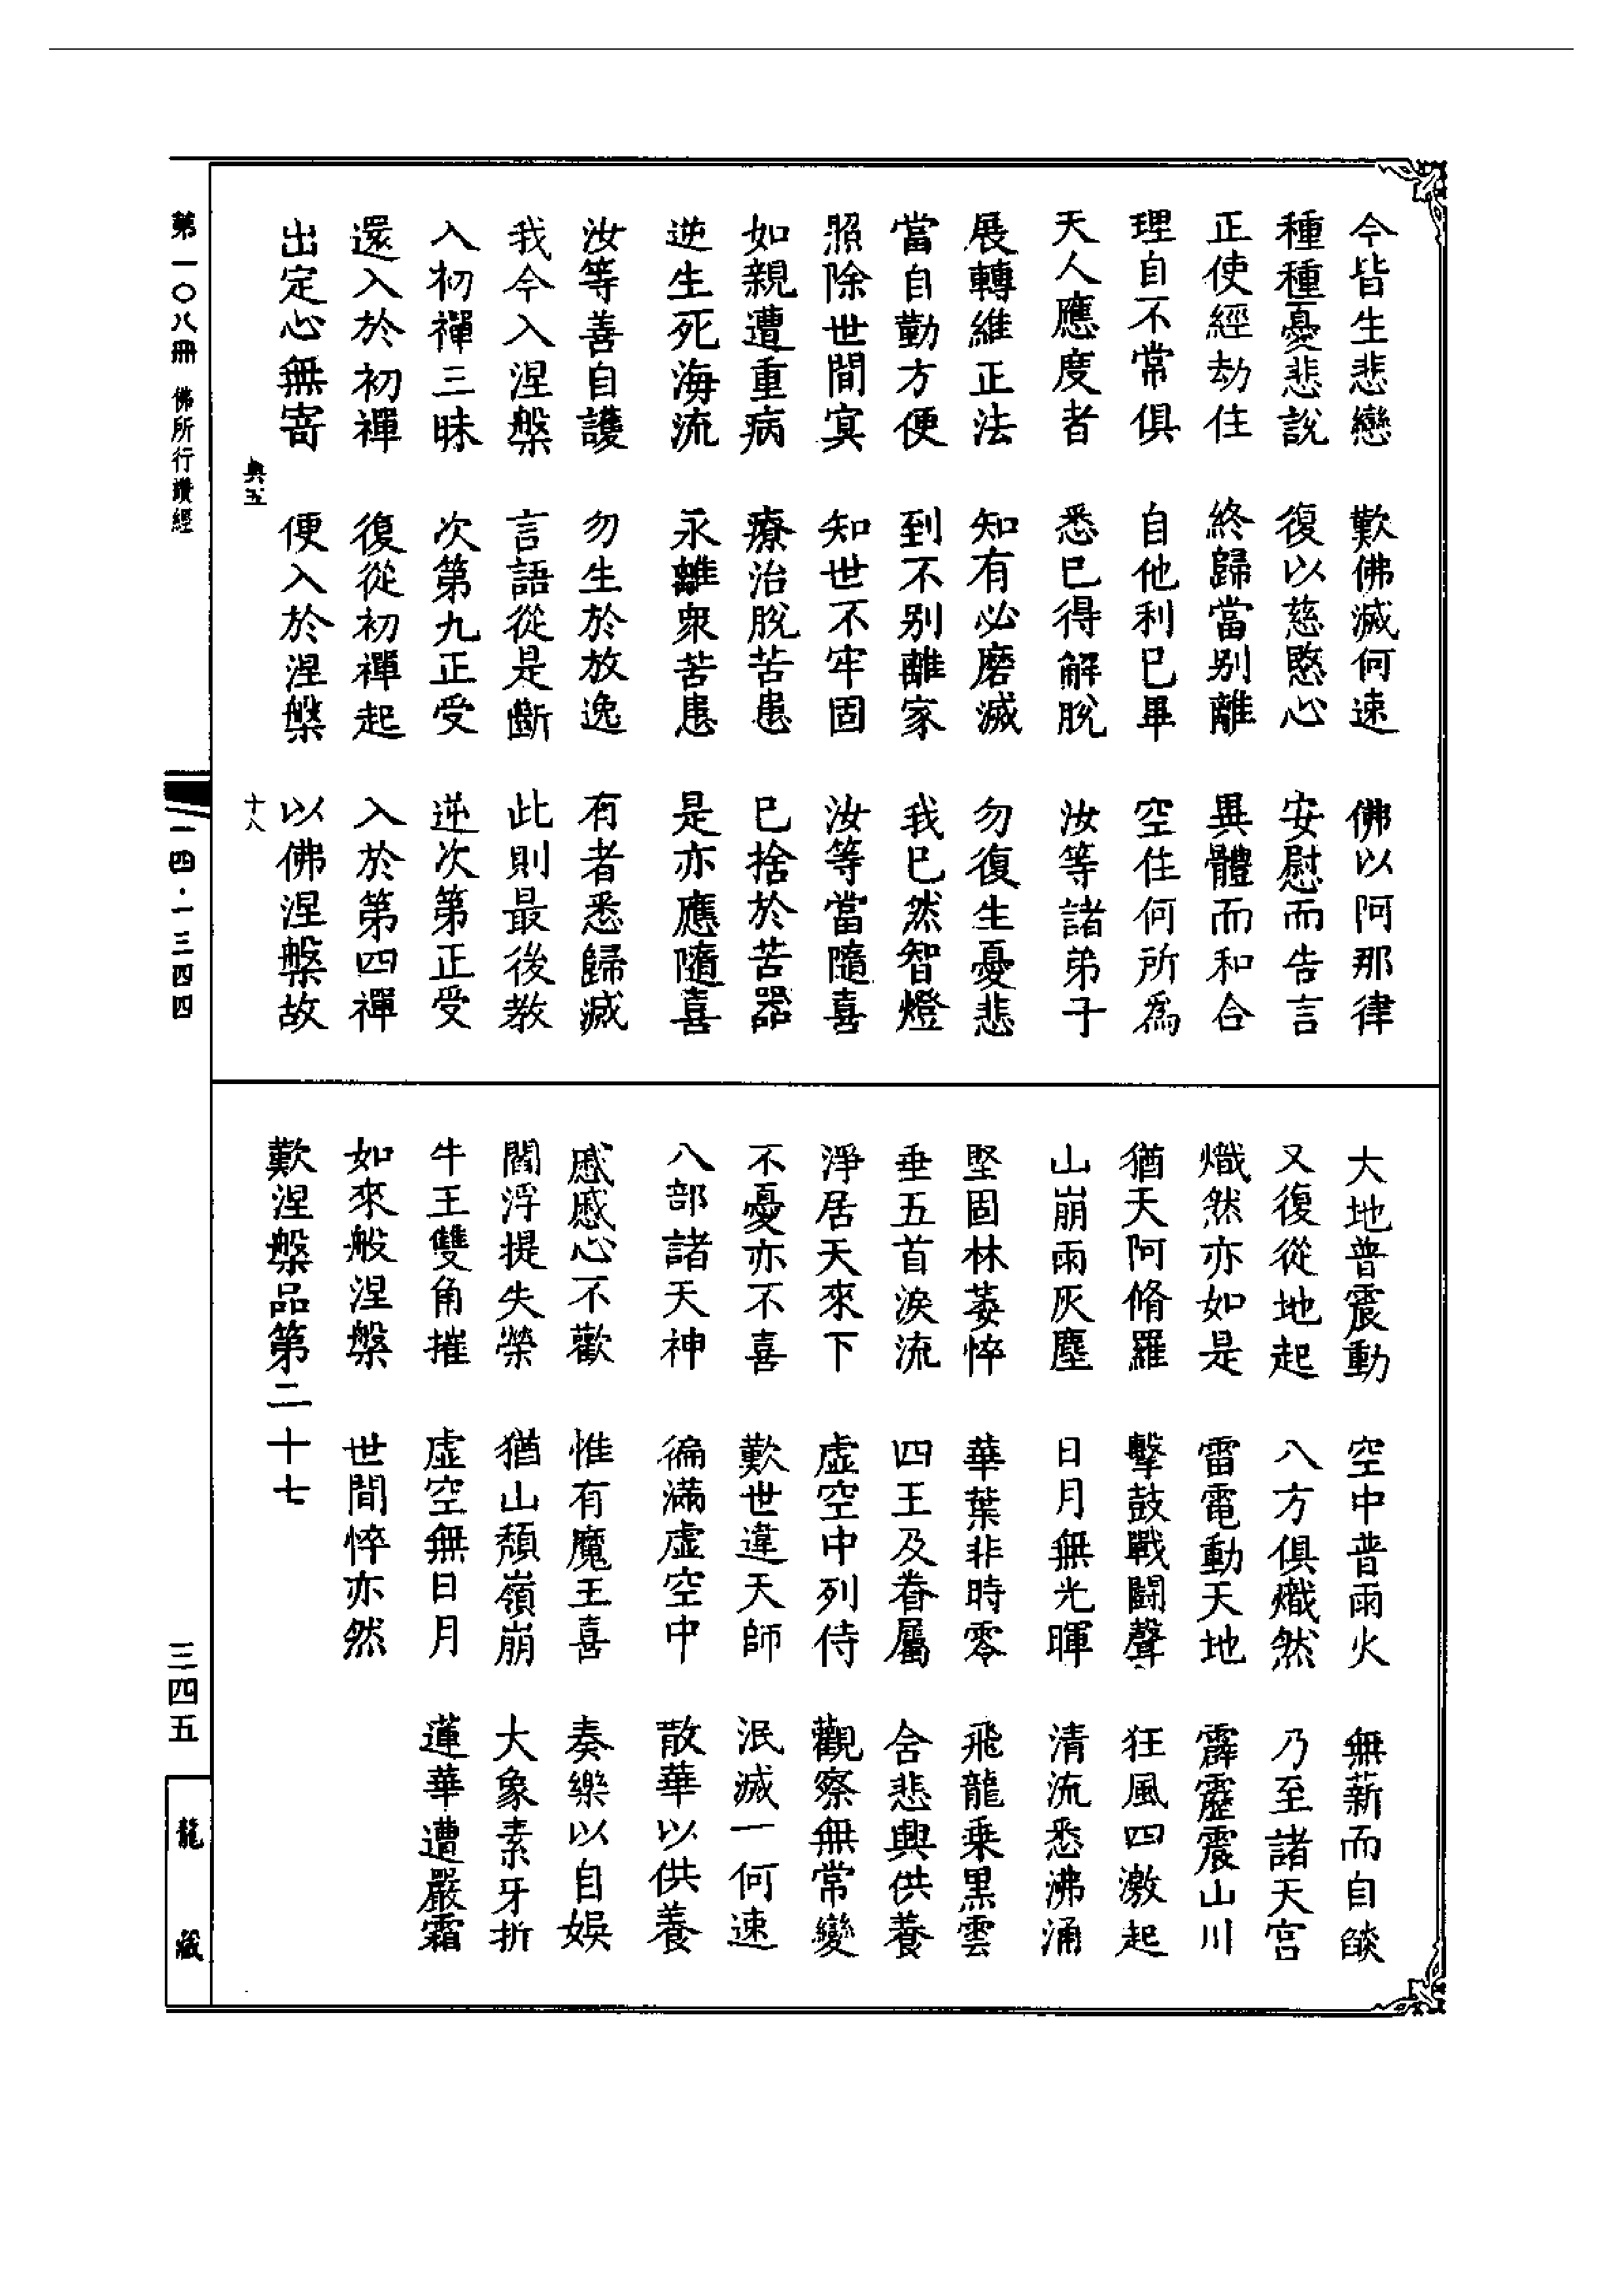 今皆生悲戀　歎佛滅何速　佛以阿那律
種種憂悲說　復以慈愍心　安慰而告言
正使經劫住　終歸當別離　異體而和合
理自不常俱　自他利已畢　空住何所為
天人應度者　悉已得解脫　汝等諸弟子
展轉維正法　知有必磨滅　勿復生憂悲
當自勤方便　到不別離家　我已然智燈
照除世間冥　知世不牢固　汝等當隨喜
如親遭重病　療治脫苦患　已捨於苦器
逆生死海流　永離衆苦患　是亦應隨喜
汝等善自護　勿生於放逸　有者悉歸滅
我今入涅槃　言語從是斷　此則最後教
入初禪三昧　次第九正受　逆次第正受
還入於初禪　復從初禪起　入於第四禪
出定心無寄　便入於涅槃　以佛涅槃故
典五　十八
大地普震動　空中普雨火　無薪而自燄
又復從地起　八方俱熾然　乃至諸天宮
熾然亦如是　雷電動天地　霹靂震山川
猶天阿脩羅　擊鼓戰鬪聲　狂風四激起
山崩雨灰塵　日月無光暉　清流悉沸涌
堅固林萎悴　華葉非時零　飛龍乘黑雲
垂五首淚流　四王及眷屬　含悲興供養
淨居天來下　虛空中列侍　觀察無常變
不憂亦不喜　歎世違天師　泯滅一何速
八部諸天神　徧滿虛空中　散華以供養
慼慼心不歡　惟有魔王喜　奏樂以自娛
閻浮提失榮　猶山頹嶺崩　大象素牙折
牛王雙角摧　虛空無日月　蓮華遭嚴霜
如來般涅槃　世間悴亦然
歎涅槃品第二十七
第一〇八冊　佛所行讚經　一四·一三四四　三四五　龍藏